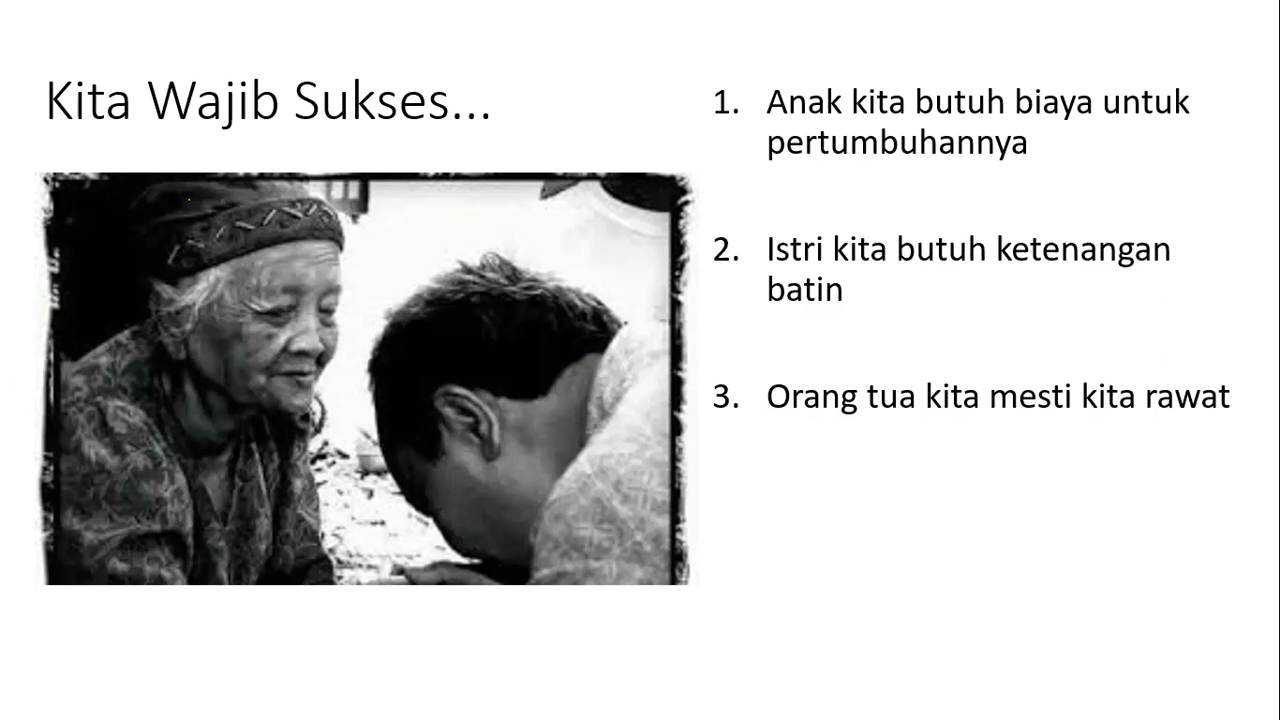 Kita Wajib Sukses...
1. Anak kita butuh biaya untuk
pertumbuhannya
2. Istri kita butuh ketenangan
batin
3. Orang tua kita mesti kita rawat